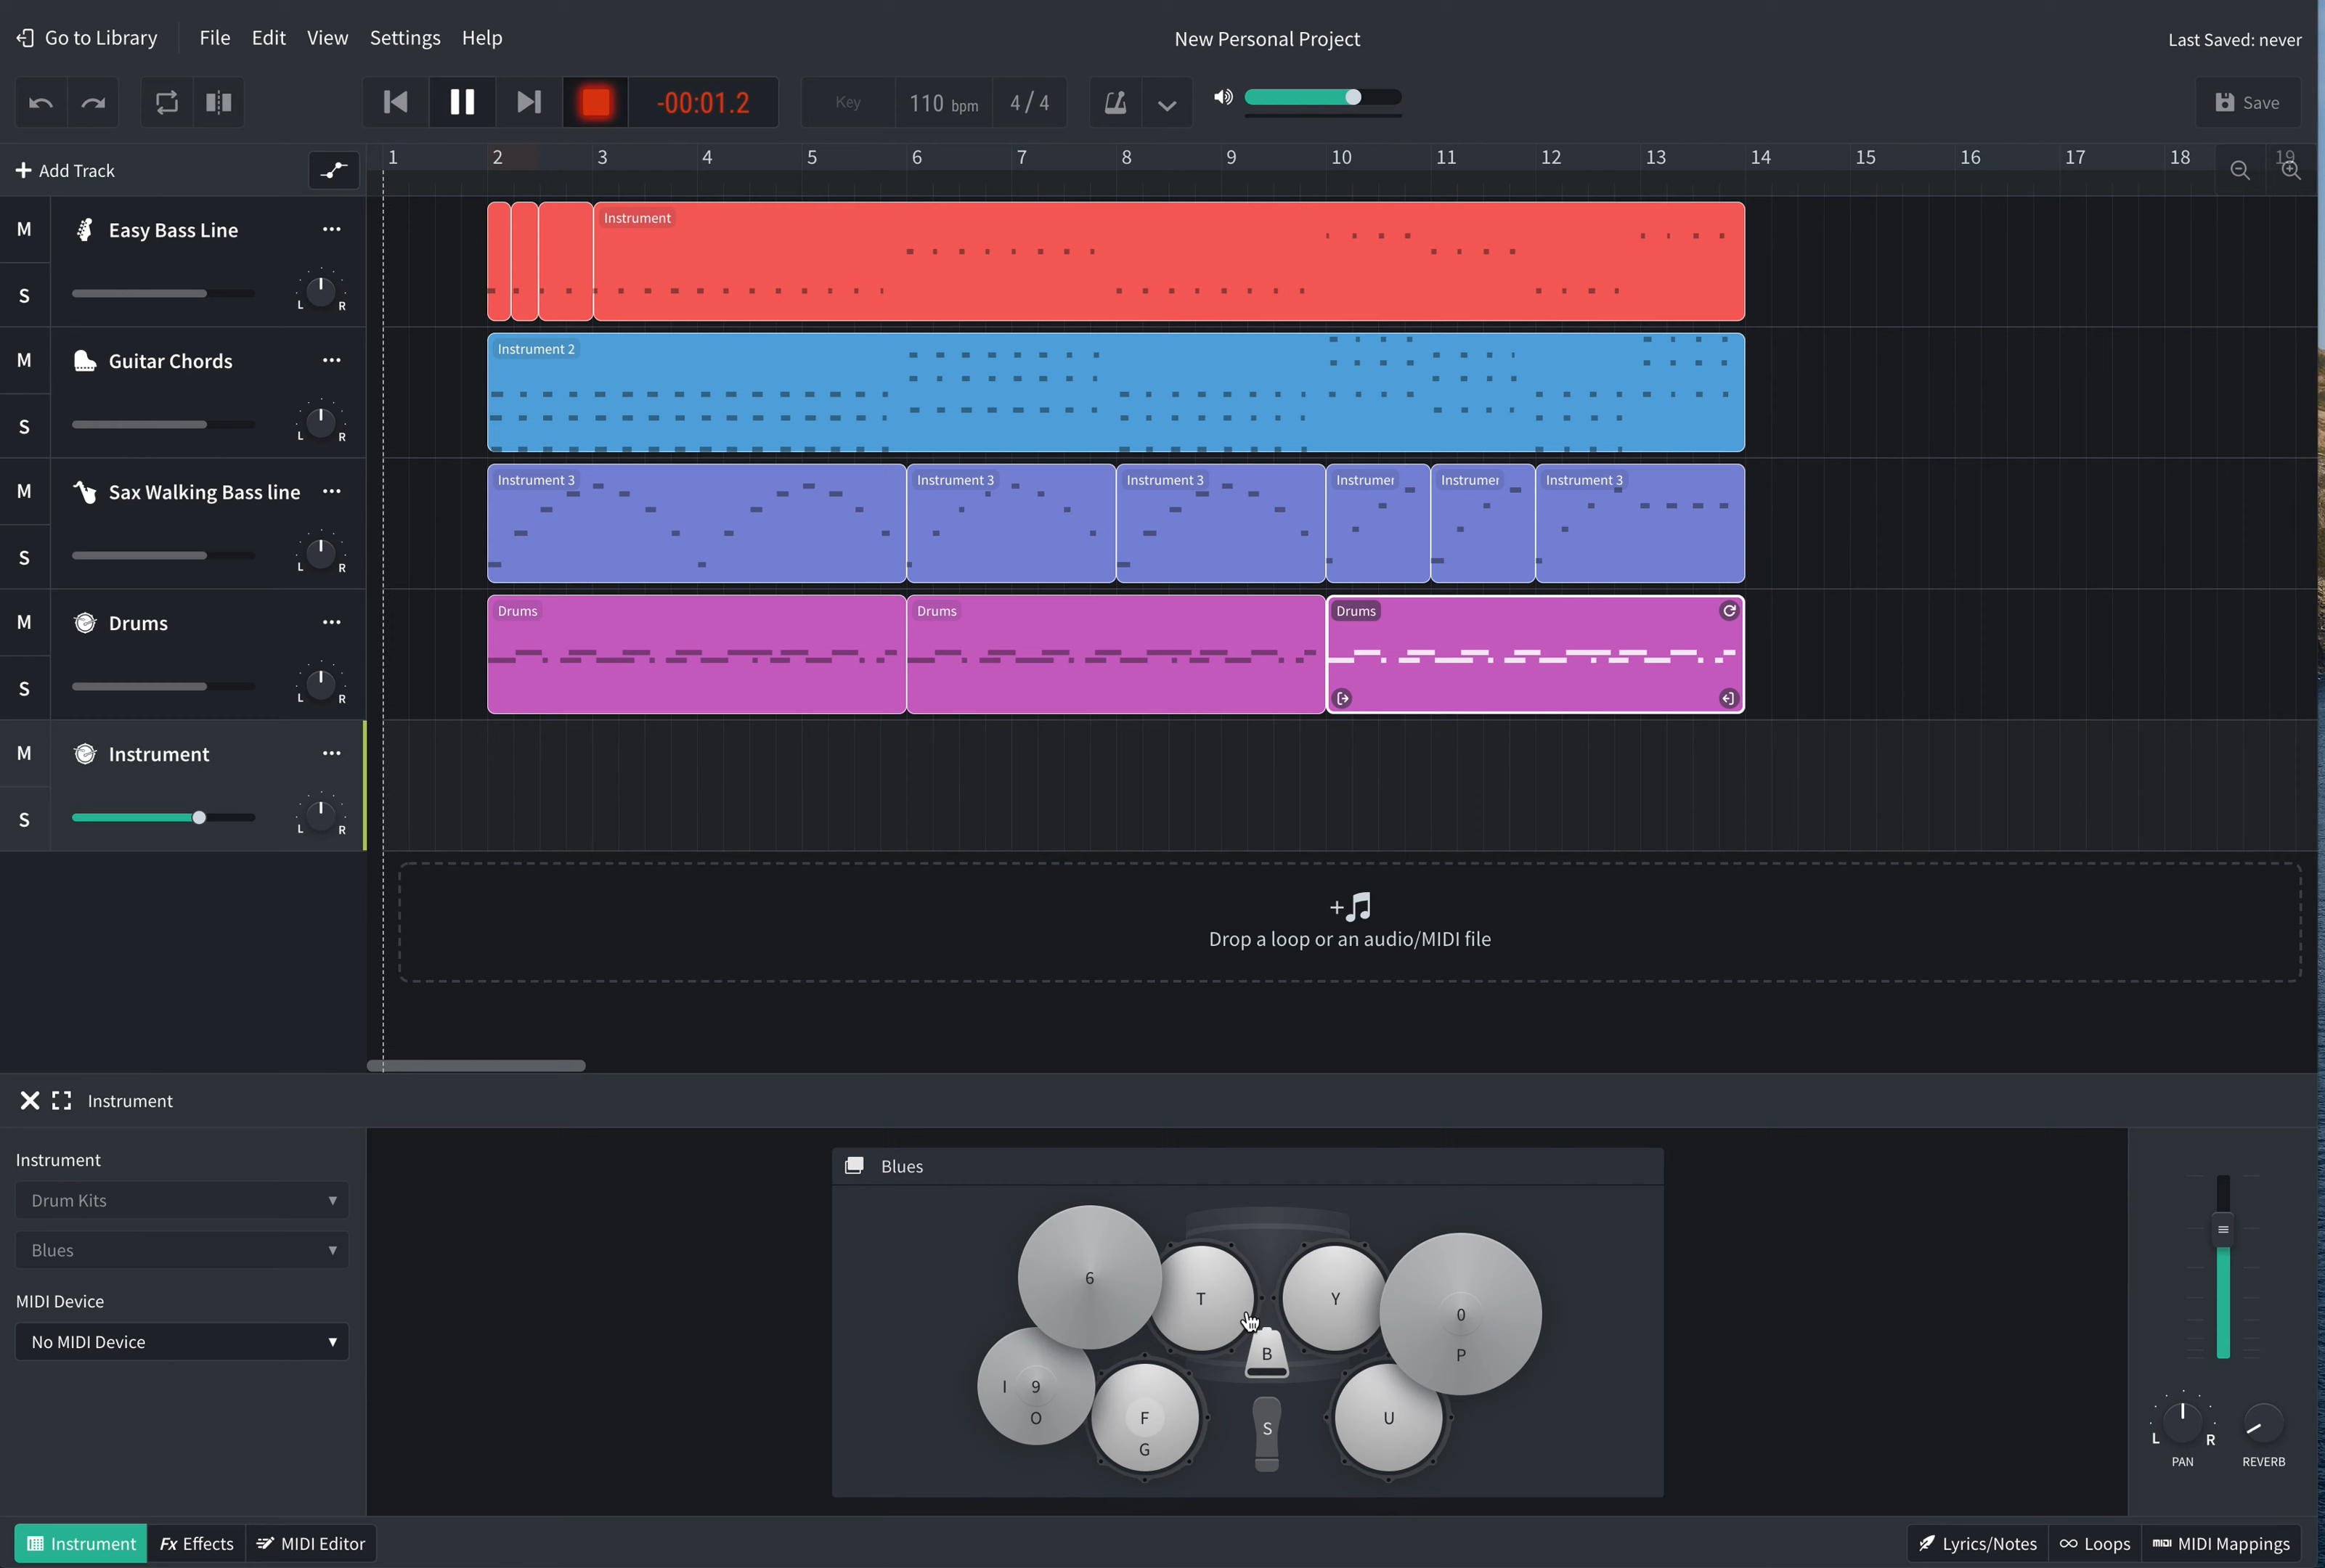 Go to Library File Edit View Settings Help New Personal Project Last Saved: never
-00:01.2 Key 110 bpm 4 / 4 Save
Add Track 1 2 3 4 5 6 7 8 9 10 11 12 13 14 15 16 17 18 19
M Easy Bass Line ...
S L R
Instrument
M Guitar Chords ...
S L R
Instrument 2
M Sax Walking Bass line ...
S L R
Instrument 3 Instrument 3 Instrument 3 Instrumer Instrumer Instrument 3
M Drums ...
S L R
Drums Drums Drums
M Instrument ...
S L R
Drop a loop or an audio/MIDI file
Instrument
Instrument
Drum Kits
Blues
MIDI Device
No MIDI Device
Blues
6 T Y 0
P
B
I 9
O
F
G
S
U
L R
PAN REVERB
Instrument Fx Effects MIDI Editor Lyrics/Notes Loops MIDI MIDI Mappings